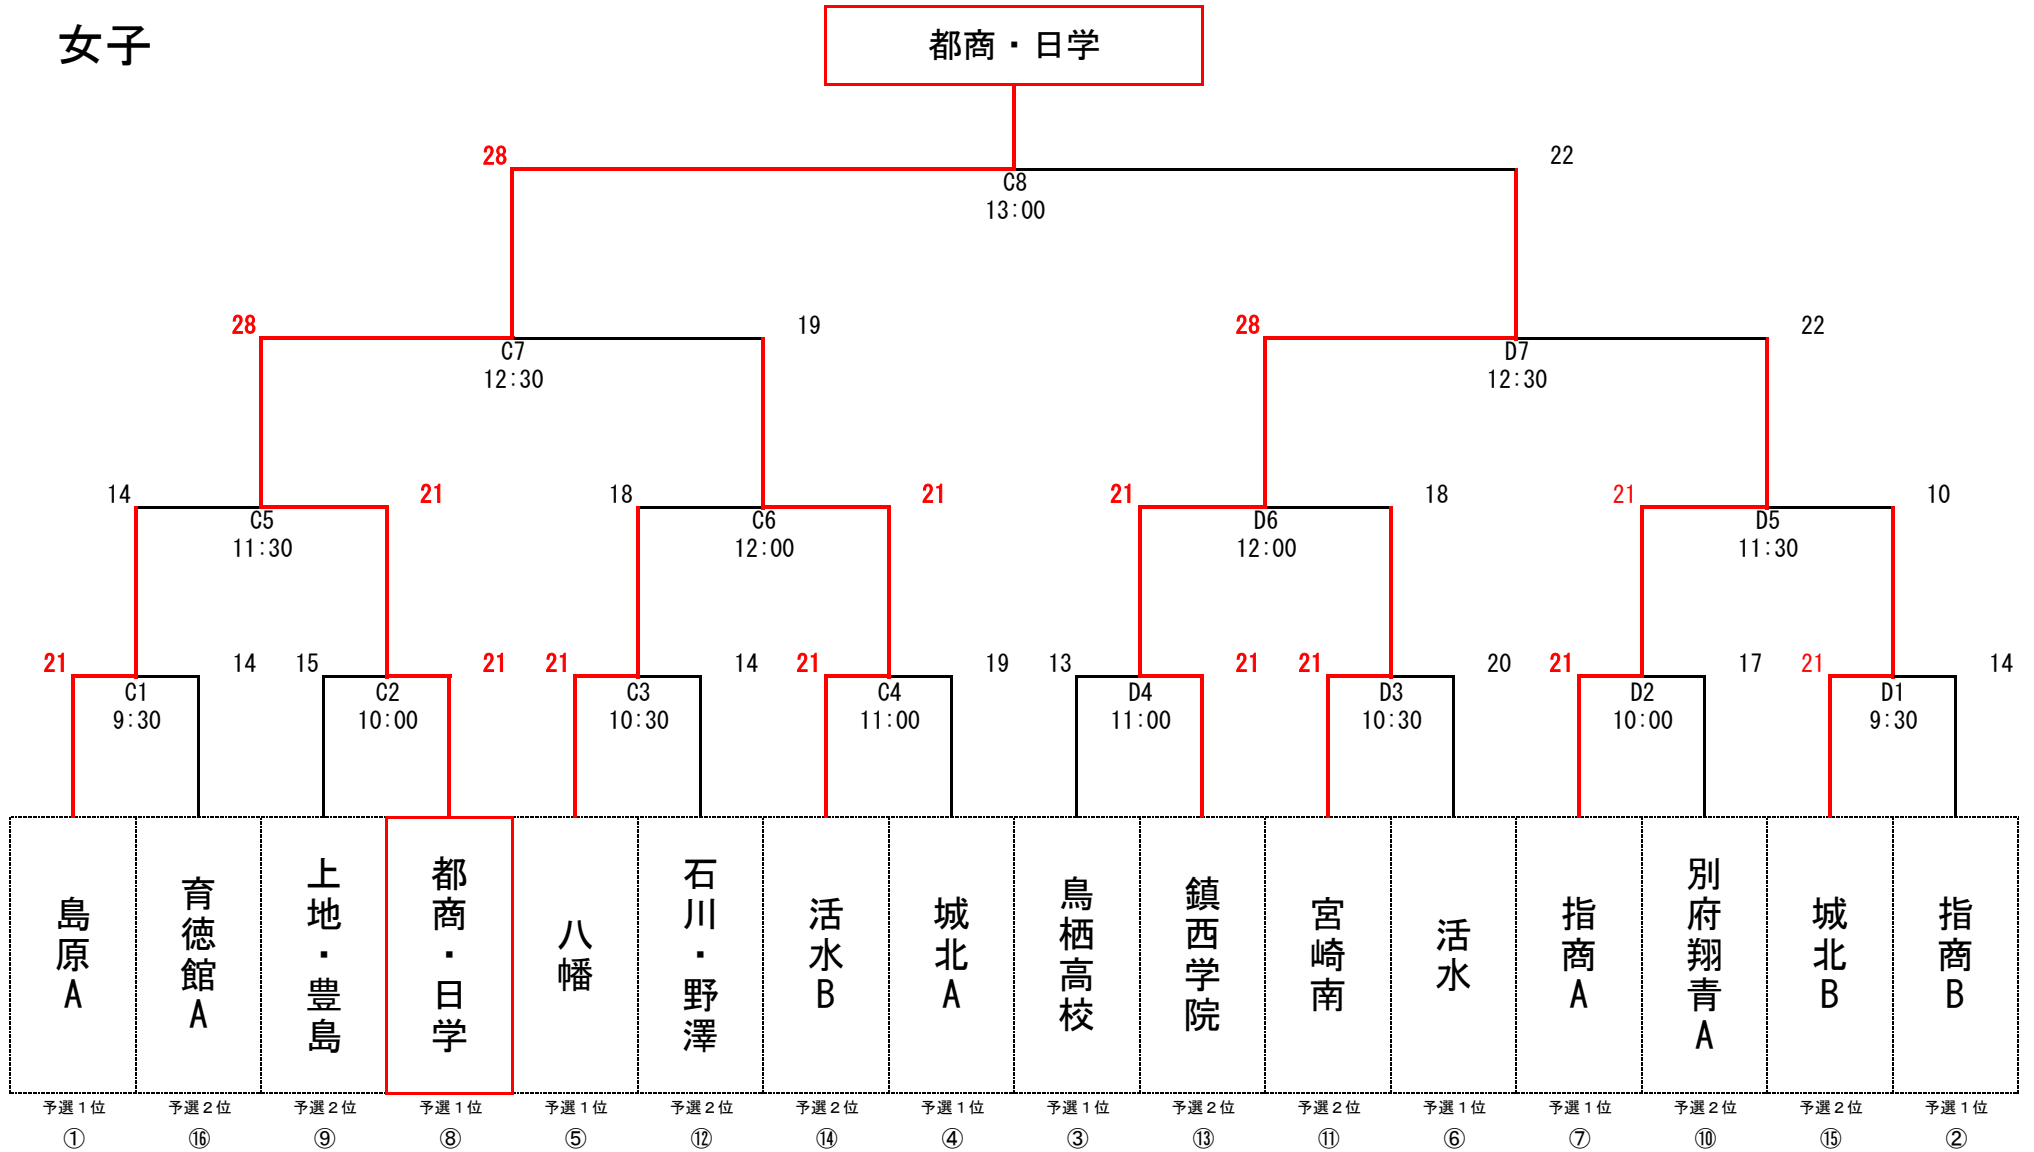 女子
都商・日学
28
22
C8
13:00
28
19
28
22
C7
12:30
D7
12:30
14
21
18
21
21
18
21
10
C5
11:30
C6
12:00
D6
12:00
D5
11:30
21
14
15
21
21
14
21
19
13
21
21
20
21
17
21
14
C1
9:30
C2
10:00
C3
10:30
C4
11:00
D4
11:00
D3
10:30
D2
10:00
D1
9:30
島原A
育徳館A
上地・豊島
都商・日学
八幡
石川・野澤
活水B
城北A
鳥栖高校
鎮西学院
宮崎南
活水
指商A
別府翔青A
城北B
指商B
予選1位
予選2位
予選2位
予選1位
予選1位
予選2位
予選2位
予選1位
予選1位
予選2位
予選2位
予選1位
予選1位
予選2位
予選2位
予選1位
①
⑯
⑨
⑧
⑤
⑫
⑭
④
③
⑬
⑪
⑥
⑦
⑩
⑮
②